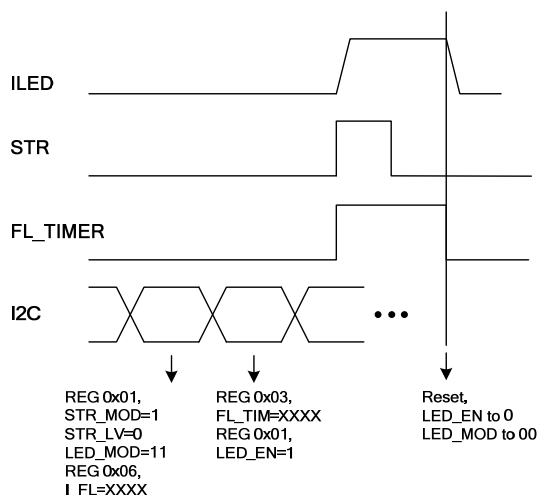 ILED
STR
FL_TIMER
I2C
REG 0x01,
STR_MOD=1
STR_LV=0
LED_MOD=11
REG 0x06,
I_FL=XXXX
REG 0x03,
FL_TIM=XXXX
REG 0x01,
LED_EN=1
Reset,
LED_EN to 0
LED_MOD to 00